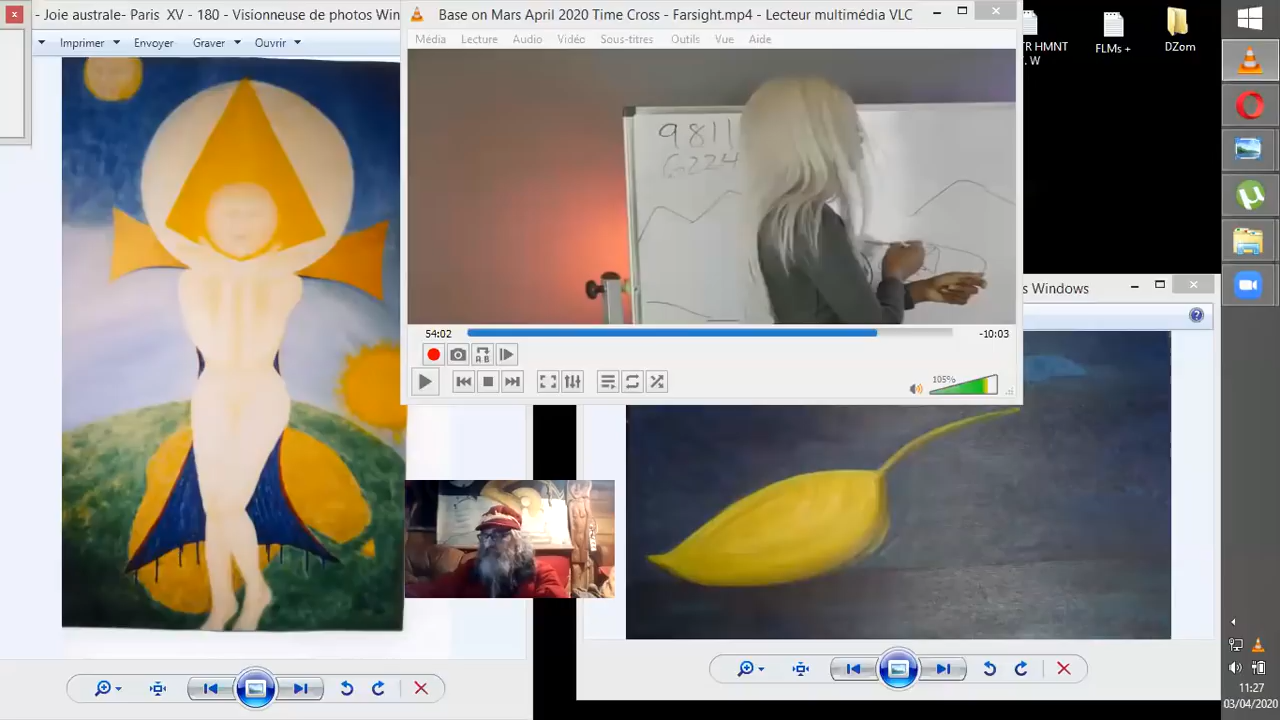 - Joie australe- Paris XV - 180 - Visionneuse de photos Win
Imprimer Envoyer Graver Ouvrir
Base on Mars April 2020 Time Cross - Farsight.mp4 - Lecteur multimédia VLC
Média Lecture Audio Vidéo Sous-titres Outils Vue Aide
9811
6224
54:02 -10:03
A B
105%
TR HMNT
. W
FLMs +
DZom
s Windows
11:27
03/04/2020